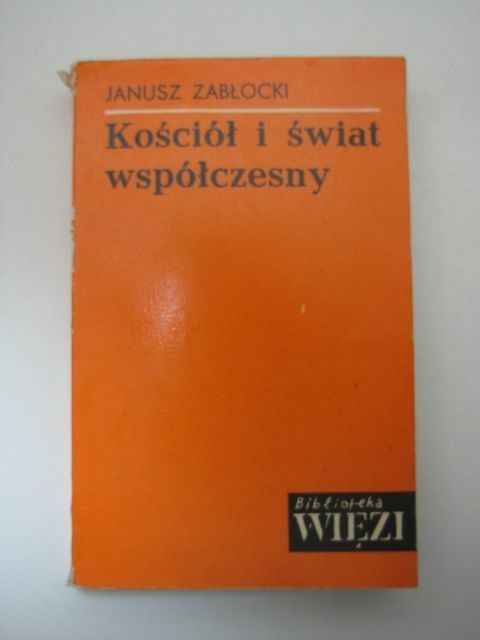 JANUSZ ZABŁOCKI
Kościół i świat
współczesny
Biblioteka
WIĘZI